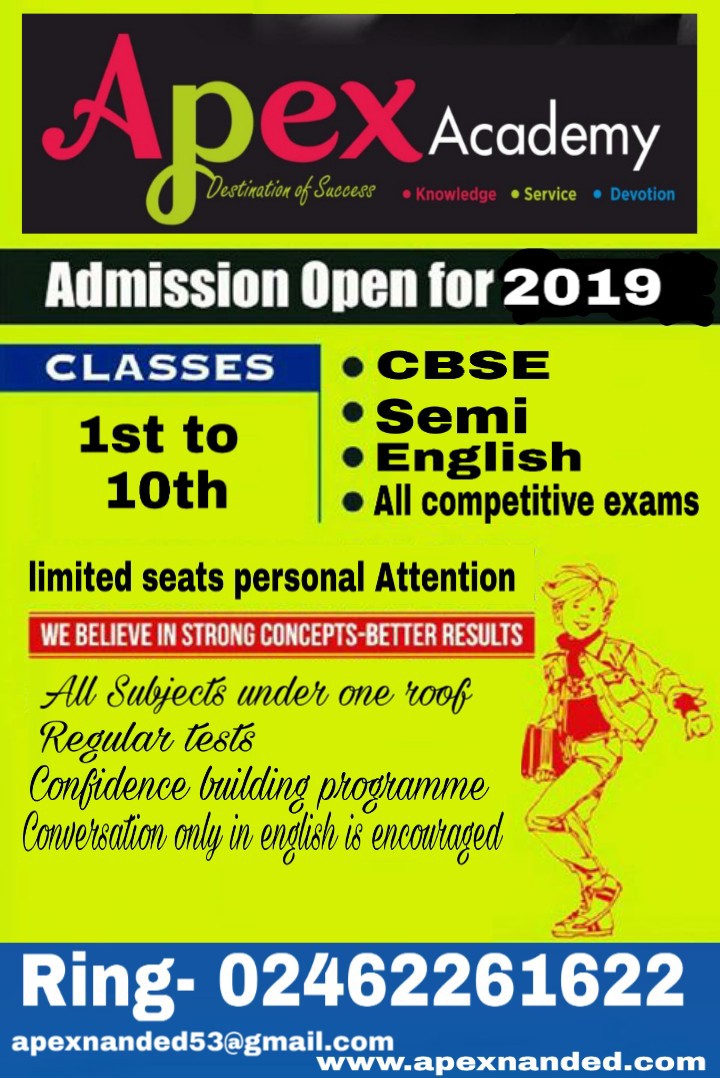 Apex Academy
Destination of Success • Knowledge • Service • Devotion
Admission Open for 2019
CLASSES
1st to
10th
• CBSE
• Semi
• English
• All competitive exams
limited seats personal Attention
WE BELIEVE IN STRONG CONCEPTS-BETTER RESULTS
All Subjects under one roof
Regular tests
Confidence building programme
Conversation only in english is encouraged
Ring- 02462261622
apexnanded53@gmail.com
www.apexnanded.com